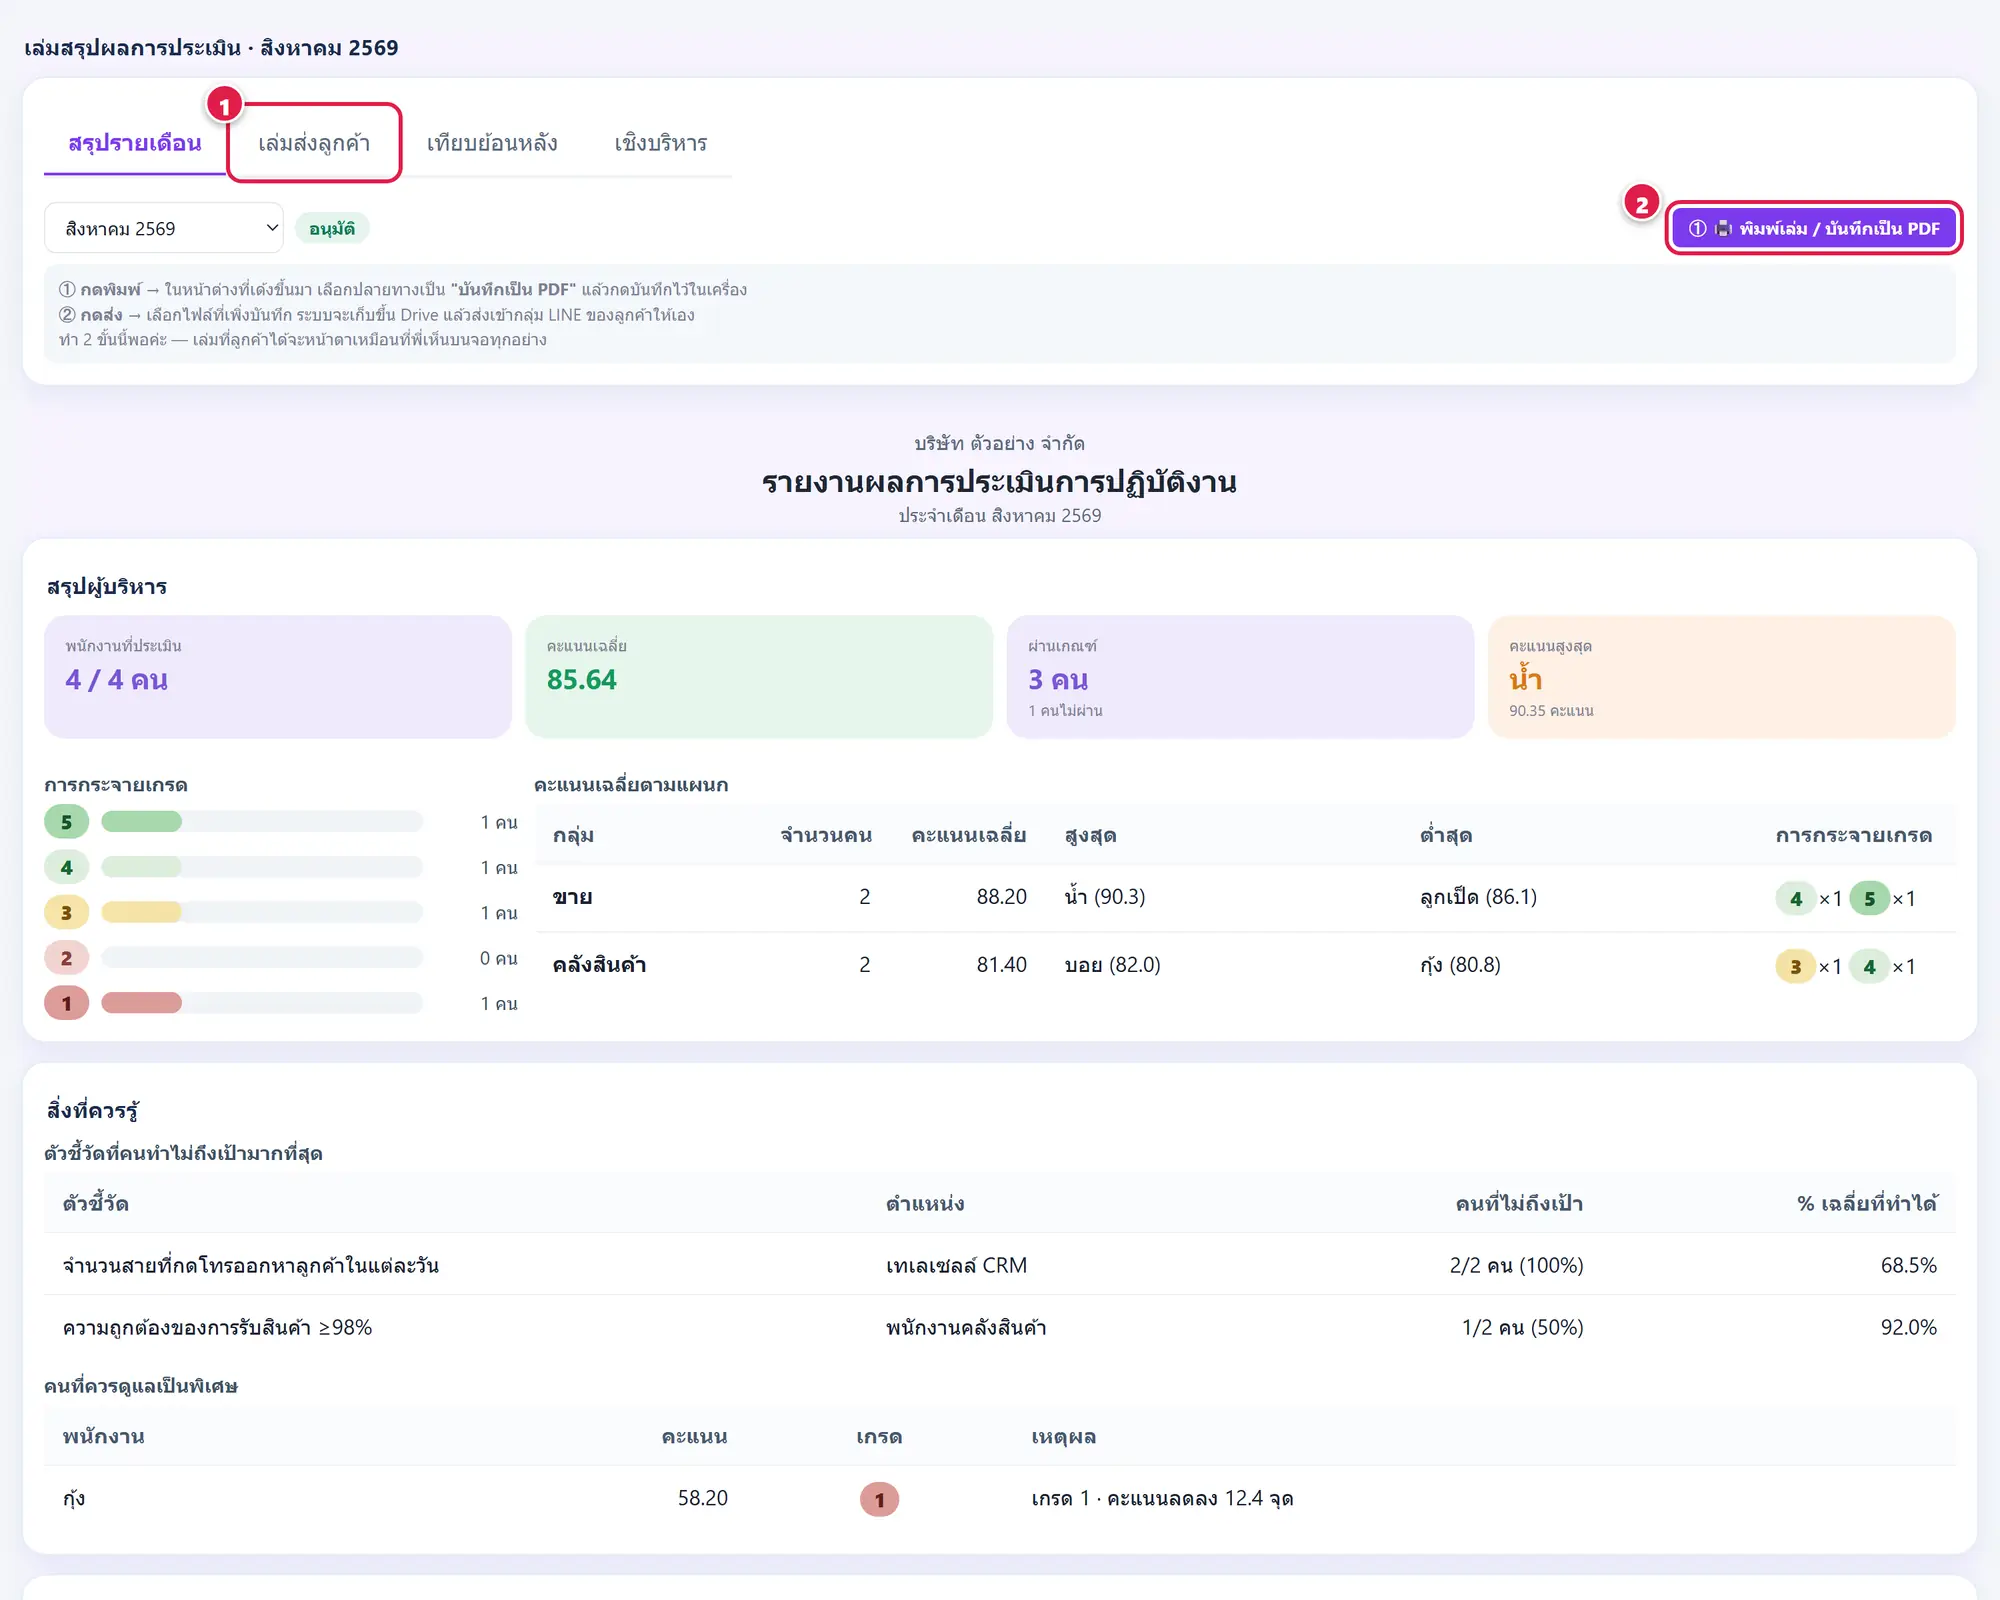 เล่มสรุปผลการประเมิน · สิงหาคม 2569
1
สรุปรายเดือน เล่มส่งลูกค้า เทียบย้อนหลัง เชิงบริหาร
สิงหาคม 2569 อนุมัติ
2
① 🖨 พิมพ์เล่ม / บันทึกเป็น PDF
① กดพิมพ์ → ในหน้าต่างที่เด้งขึ้นมา เลือกปลายทางเป็น "บันทึกเป็น PDF" แล้วกดบันทึกไว้ในเครื่อง
② กดส่ง → เลือกไฟล์ที่เพิ่งบันทึก ระบบจะเก็บขึ้น Drive แล้วส่งเข้ากลุ่ม LINE ของลูกค้าให้เอง
ทำ 2 ขั้นนี้พอค่ะ — เล่มที่ลูกค้าได้จะหน้าตาเหมือนที่พี่เห็นบนจอทุกอย่าง
บริษัท ตัวอย่าง จำกัด
รายงานผลการประเมินการปฏิบัติงาน
ประจำเดือน สิงหาคม 2569
สรุปผู้บริหาร
พนักงานที่ประเมิน
4 / 4 คน
คะแนนเฉลี่ย
85.64
ผ่านเกณฑ์
3 คน
1 คนไม่ผ่าน
คะแนนสูงสุด
น้ำ
90.35 คะแนน
การกระจายเกรด
5 1 คน
4 1 คน
3 1 คน
2 0 คน
1 1 คน
คะแนนเฉลี่ยตามแผนก
กลุ่ม จำนวนคน คะแนนเฉลี่ย สูงสุด ต่ำสุด การกระจายเกรด
ขาย 2 88.20 น้ำ (90.3) ลูกเป็ด (86.1) 4 ×1 5 ×1
คลังสินค้า 2 81.40 บอย (82.0) กุ้ง (80.8) 3 ×1 4 ×1
สิ่งที่ควรรู้
ตัวชี้วัดที่คนทำไม่ถึงเป้ามากที่สุด
ตัวชี้วัด ตำแหน่ง คนที่ไม่ถึงเป้า % เฉลี่ยที่ทำได้
จำนวนสายที่กดโทรออกหาลูกค้าในแต่ละวัน เทเลเซลล์ CRM 2/2 คน (100%) 68.5%
ความถูกต้องของการรับสินค้า ≥98% พนักงานคลังสินค้า 1/2 คน (50%) 92.0%
คนที่ควรดูแลเป็นพิเศษ
พนักงาน คะแนน เกรด เหตุผล
กุ้ง 58.20 1 เกรด 1 · คะแนนลดลง 12.4 จุด